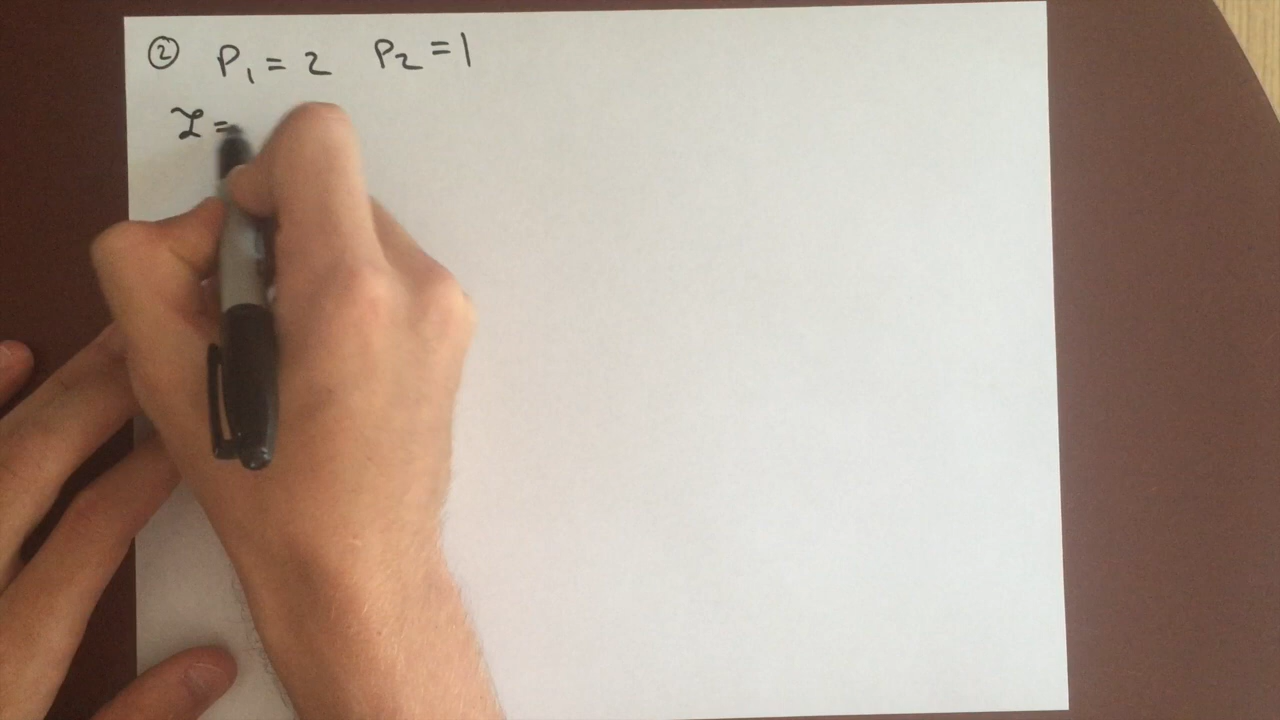 ② P₁ = 2 P₂ = 1
ℒ =